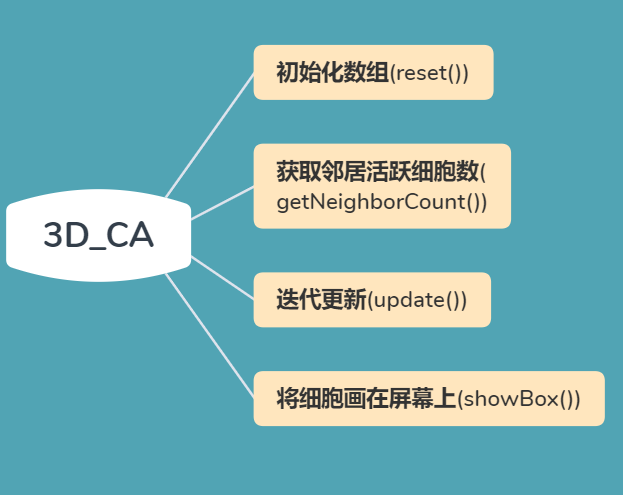 3D_CA
初始化数组(reset())
获取邻居活跃细胞数(
getNeighborCount())
迭代更新(update())
将细胞画在屏幕上(showBox())